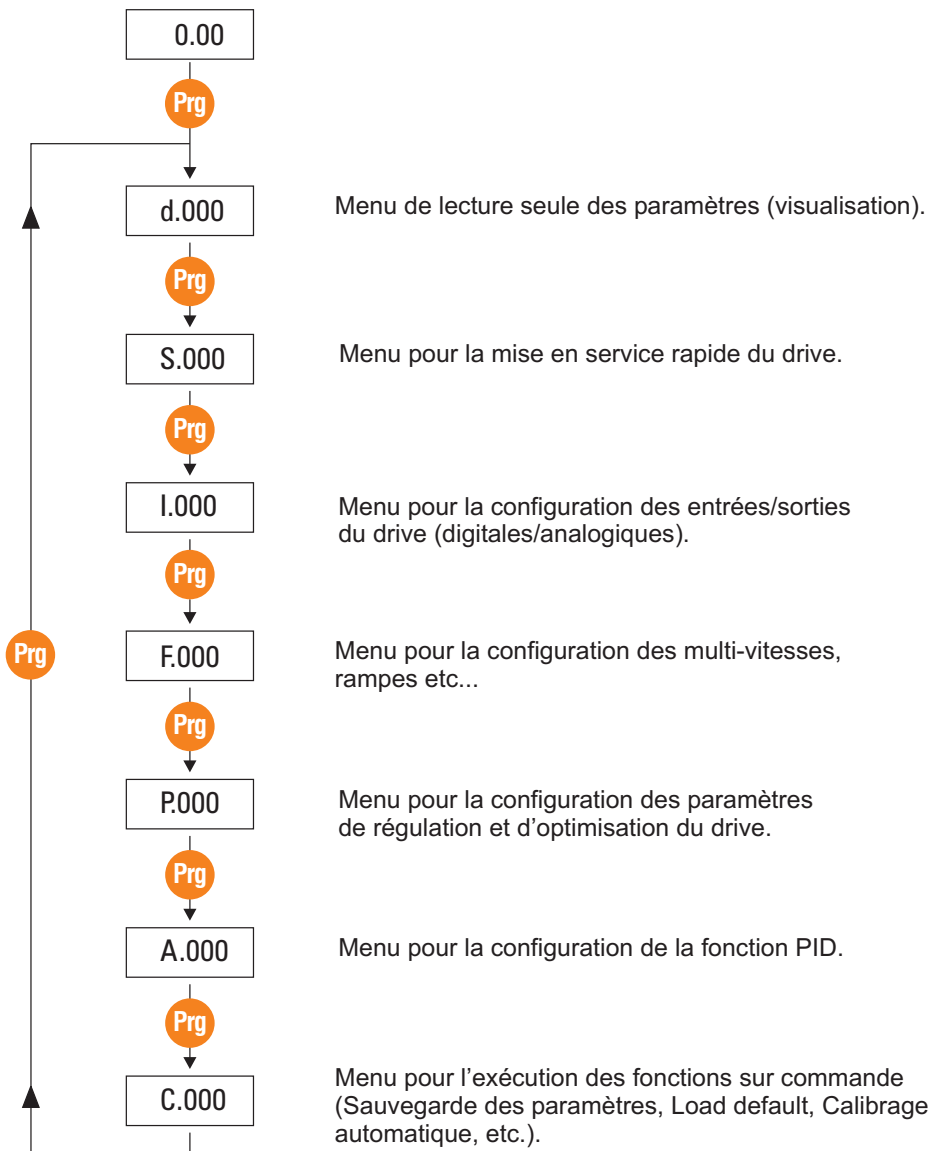 0.00
Prg
d.000
Menu de lecture seule des paramètres (visualisation).
Prg
S.000
Menu pour la mise en service rapide du drive.
Prg
I.000
Menu pour la configuration des entrées/sorties
du drive (digitales/analogiques).
Prg
Prg
F.000
Menu pour la configuration des multi-vitesses,
rampes etc...
Prg
P.000
Menu pour la configuration des paramètres
de régulation et d’optimisation du drive.
Prg
A.000
Menu pour la configuration de la fonction PID.
Prg
C.000
Menu pour l’exécution des fonctions sur commande
(Sauvegarde des paramètres, Load default, Calibrage
automatique, etc.).